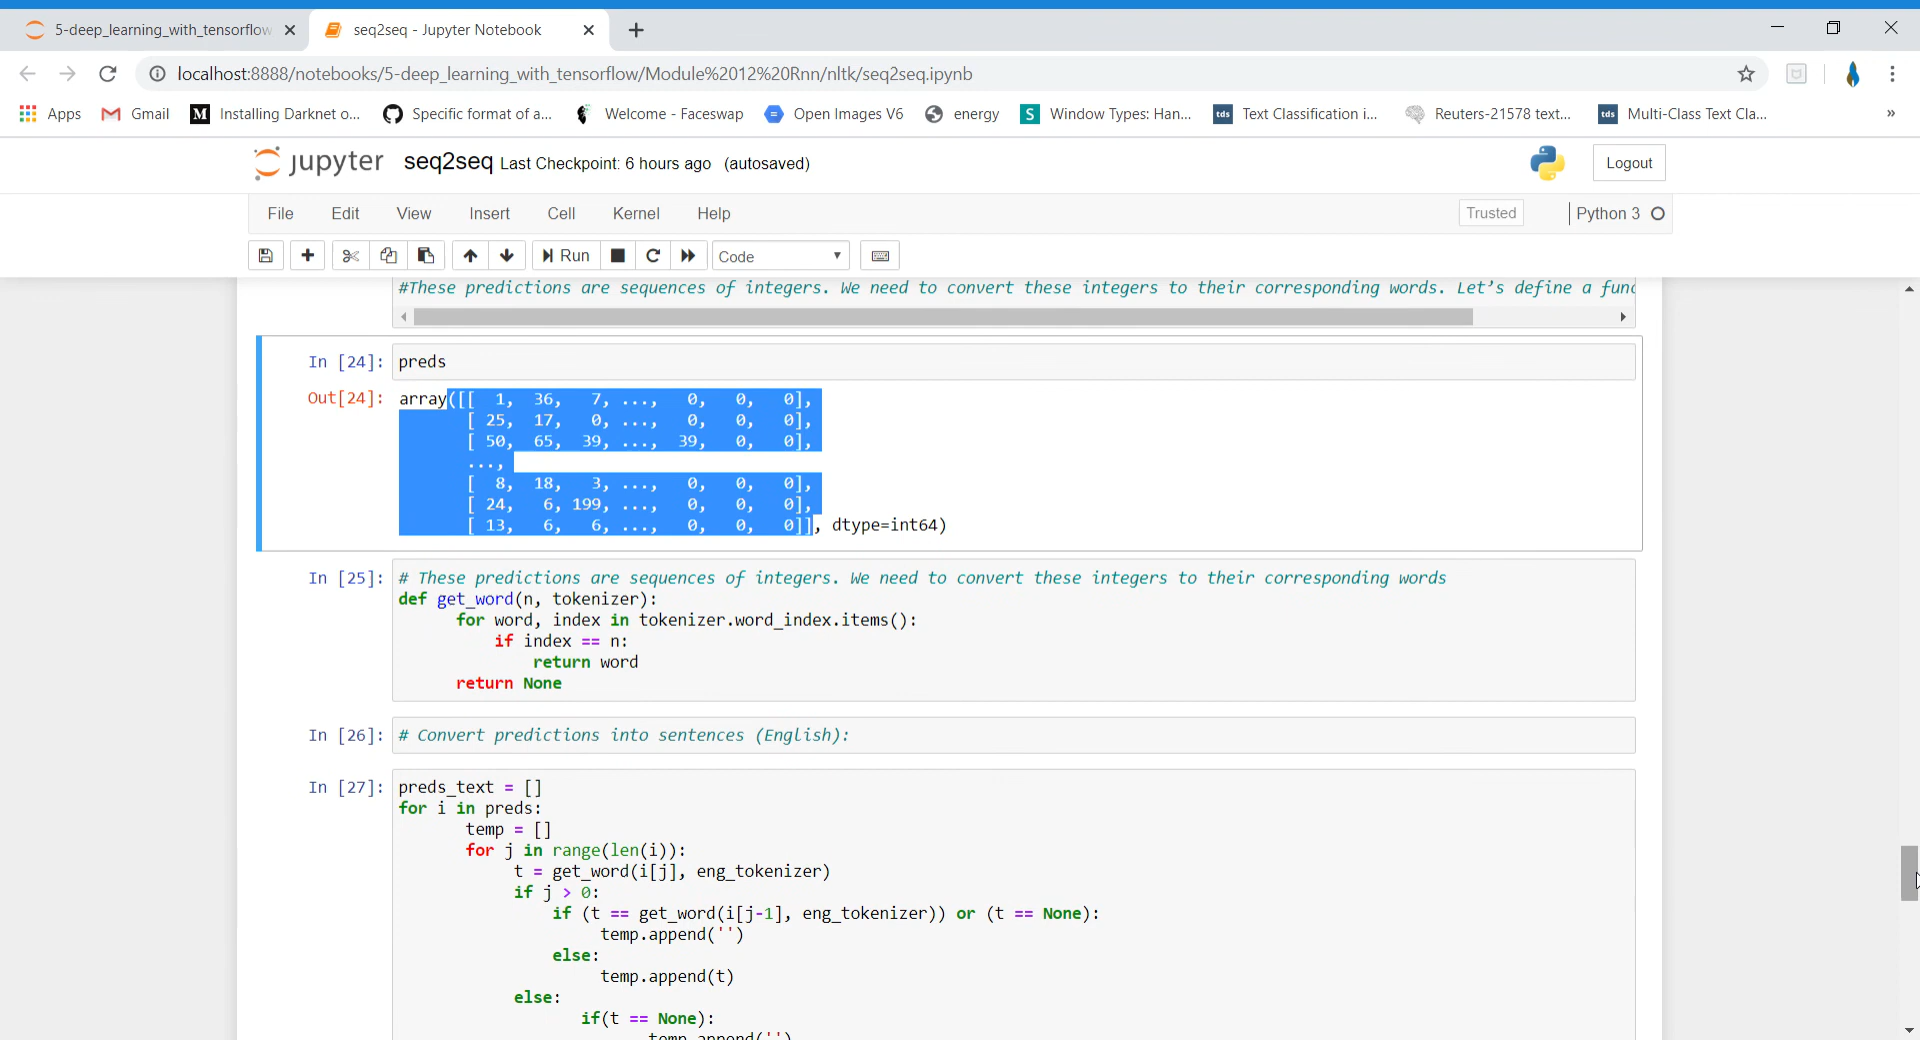 5-deep_learning_with_tensorflow
seq2seq - Jupyter Notebook
localhost:8888/notebooks/5-deep_learning_with_tensorflow/Module%2012%20Rnn/nltk/seq2seq.ipynb
Apps Gmail Installing Darknet o... Specific format of a... Welcome - Faceswap Open Images V6 energy Window Types: Han... Text Classification i... Reuters-21578 text... Multi-Class Text Cla... »
jupyter seq2seq Last Checkpoint: 6 hours ago (autosaved) Logout
File Edit View Insert Cell Kernel Help Trusted Python 3
Run Code
#These predictions are sequences of integers. We need to convert these integers to their corresponding words. Let’s define a func
In [24]: preds
Out[24]: array([[ 1, 36, 7, ..., 0, 0, 0],
[ 25, 17, 0, ..., 0, 0, 0],
[ 50, 65, 39, ..., 39, 0, 0],
...,
[ 8, 18, 3, ..., 0, 0, 0],
[ 24, 6, 199, ..., 0, 0, 0],
[ 13, 6, 6, ..., 0, 0, 0]], dtype=int64)
In [25]: # These predictions are sequences of integers. We need to convert these integers to their corresponding words
def get_word(n, tokenizer):
for word, index in tokenizer.word_index.items():
if index == n:
return word
return None
In [26]: # Convert predictions into sentences (English):
In [27]: preds_text = []
for i in preds:
temp = []
for j in range(len(i)):
t = get_word(i[j], eng_tokenizer)
if j > 0:
if (t == get_word(i[j-1], eng_tokenizer)) or (t == None):
temp.append('')
else:
temp.append(t)
else:
if(t == None):
temp.append('')